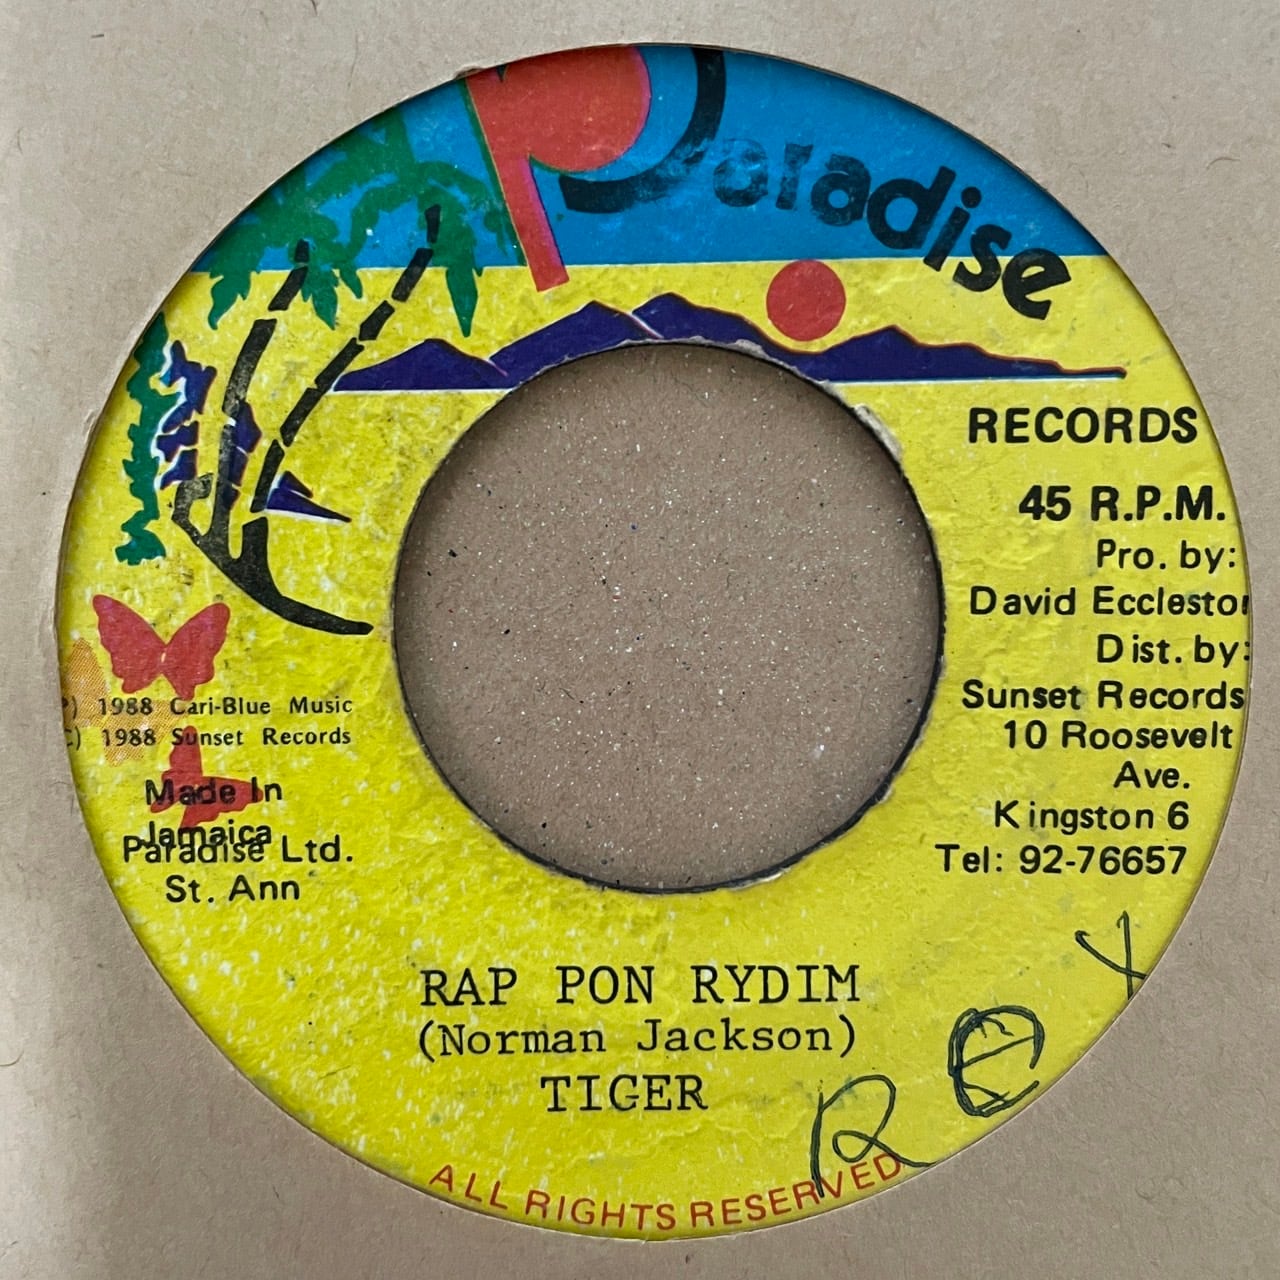 Paradise
RECORDS
45 R.P.M.
Pro. by:
David Eccleston
Dist. by:
Sunset Records
10 Roosevelt
Ave.
Kingston 6
Tel: 92-76657
P) 1988 Cari-Blue Music
C) 1988 Sunset Records
Made In
Jamaica
Paradise Ltd.
St. Ann
RAP PON RYDIM
(Norman Jackson)
TIGER
REX
ALL RIGHTS RESERVED